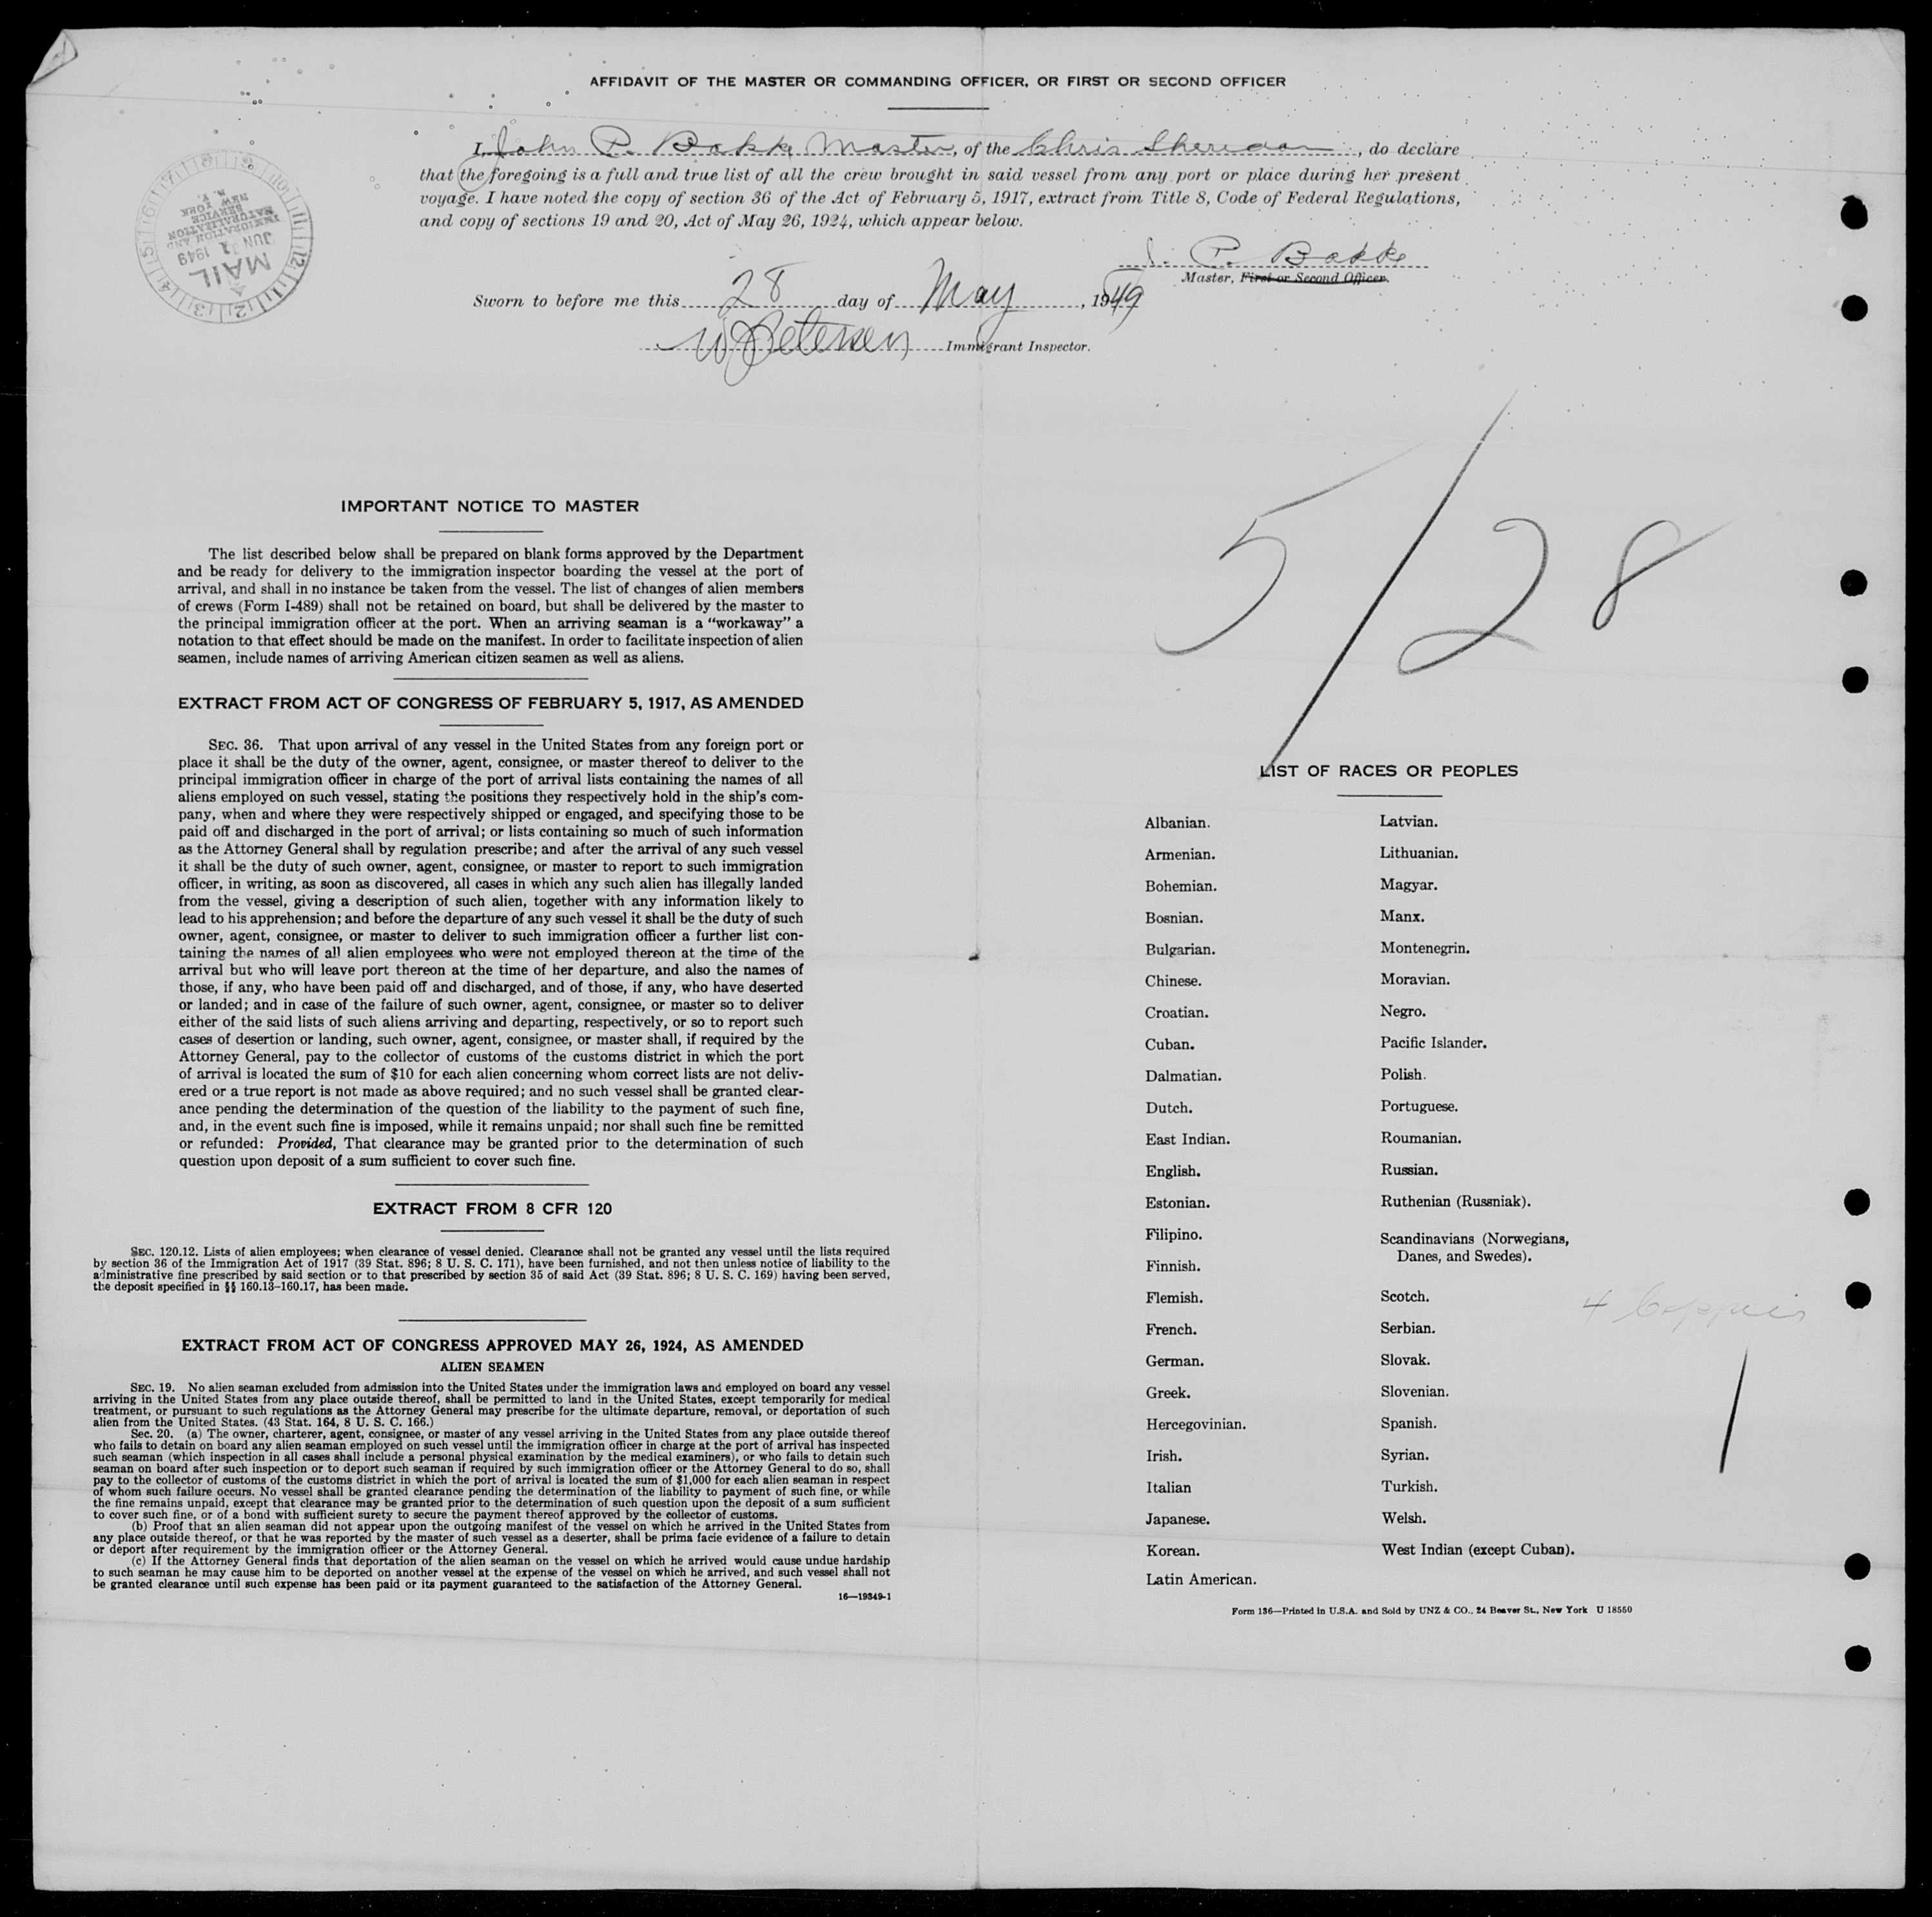 AFFIDAVIT OF THE MASTER OR COMMANDING OFFICER, OR FIRST OR SECOND OFFICER
I, John P. Bakke Master, of the Chris Sheridan, do declare
that the foregoing is a full and true list of all the crew brought in said vessel from any port or place during her present
voyage. I have noted the copy of section 36 of the Act of February 5, 1917, extract from Title 8, Code of Federal Regulations,
and copy of sections 19 and 20, Act of May 26, 1924, which appear below.
J. P. Bakke
Master, First or Second Officer.
Sworn to before me this 28 day of May, 1949
W Petersen Immigrant Inspector.
MAIL
JUN 1949
IMMIGRATION AND
NATURALIZATION
SERVICE
NEW YORK
N. Y.
5/28
IMPORTANT NOTICE TO MASTER
The list described below shall be prepared on blank forms approved by the Department
and be ready for delivery to the immigration inspector boarding the vessel at the port of
arrival, and shall in no instance be taken from the vessel. The list of changes of alien members
of crews (Form I-489) shall not be retained on board, but shall be delivered by the master to
the principal immigration officer at the port. When an arriving seaman is a "workaway" a
notation to that effect should be made on the manifest. In order to facilitate inspection of alien
seamen, include names of arriving American citizen seamen as well as aliens.
EXTRACT FROM ACT OF CONGRESS OF FEBRUARY 5, 1917, AS AMENDED
SEC. 36. That upon arrival of any vessel in the United States from any foreign port or
place it shall be the duty of the owner, agent, consignee, or master thereof to deliver to the
principal immigration officer in charge of the port of arrival lists containing the names of all
aliens employed on such vessel, stating the positions they respectively hold in the ship's com-
pany, when and where they were respectively shipped or engaged, and specifying those to be
paid off and discharged in the port of arrival; or lists containing so much of such information
as the Attorney General shall by regulation prescribe; and after the arrival of any such vessel
it shall be the duty of such owner, agent, consignee, or master to report to such immigration
officer, in writing, as soon as discovered, all cases in which any such alien has illegally landed
from the vessel, giving a description of such alien, together with any information likely to
lead to his apprehension; and before the departure of any such vessel it shall be the duty of such
owner, agent, consignee, or master to deliver to such immigration officer a further list con-
taining the names of all alien employees who were not employed thereon at the time of the
arrival but who will leave port thereon at the time of her departure, and also the names of
those, if any, who have been paid off and discharged, and of those, if any, who have deserted
or landed; and in case of the failure of such owner, agent, consignee, or master so to deliver
either of the said lists of such aliens arriving and departing, respectively, or so to report such
cases of desertion or landing, such owner, agent, consignee, or master shall, if required by the
Attorney General, pay to the collector of customs of the customs district in which the port
of arrival is located the sum of $10 for each alien concerning whom correct lists are not deliv-
ered or a true report is not made as above required; and no such vessel shall be granted clear-
ance pending the determination of the question of the liability to the payment of such fine,
and, in the event such fine is imposed, while it remains unpaid; nor shall such fine be remitted
or refunded: Provided, That clearance may be granted prior to the determination of such
question upon deposit of a sum sufficient to cover such fine.
EXTRACT FROM 8 CFR 120
SEC. 120.12. Lists of alien employees; when clearance of vessel denied. Clearance shall not be granted any vessel until the lists required
by section 36 of the Immigration Act of 1917 (39 Stat. 896; 8 U. S. C. 171), have been furnished, and not then unless notice of liability to the
administrative fine prescribed by said section or to that prescribed by section 35 of said Act (39 Stat. 896; 8 U. S. C. 169) having been served,
the deposit specified in §§ 160.13-160.17, has been made.
EXTRACT FROM ACT OF CONGRESS APPROVED MAY 26, 1924, AS AMENDED
ALIEN SEAMEN
SEC. 19. No alien seaman excluded from admission into the United States under the immigration laws and employed on board any vessel
arriving in the United States from any place outside thereof, shall be permitted to land in the United States, except temporarily for medical
treatment, or pursuant to such regulations as the Attorney General may prescribe for the ultimate departure, removal, or deportation of such
alien from the United States. (43 Stat. 164, 8 U. S. C. 166.)
Sec. 20. (a) The owner, charterer, agent, consignee, or master of any vessel arriving in the United States from any place outside thereof
who fails to detain on board any alien seaman employed on such vessel until the immigration officer in charge at the port of arrival has inspected
such seaman (which inspection in all cases shall include a personal physical examination by the medical examiners), or who fails to detain such
seaman on board after such inspection or to deport such seaman if required by such immigration officer or the Attorney General to do so, shall
pay to the collector of customs of the customs district in which the port of arrival is located the sum of $1,000 for each alien seaman in respect
of whom such failure occurs. No vessel shall be granted clearance pending the determination of the liability to payment of such fine, or while
the fine remains unpaid, except that clearance may be granted prior to the determination of such question upon the deposit of a sum sufficient
to cover such fine, or of a bond with sufficient surety to secure the payment thereof approved by the collector of customs.
(b) Proof that an alien seaman did not appear upon the outgoing manifest of the vessel on which he arrived in the United States from
any place outside thereof, or that he was reported by the master of such vessel as a deserter, shall be prima facie evidence of a failure to detain
or deport after requirement by the immigration officer or the Attorney General.
(c) If the Attorney General finds that deportation of the alien seaman on the vessel on which he arrived would cause undue hardship
to such seaman he may cause him to be deported on another vessel at the expense of the vessel on which he arrived, and such vessel shall not
be granted clearance until such expense has been paid or its payment guaranteed to the satisfaction of the Attorney General.
16—19349-1
LIST OF RACES OR PEOPLES
Albanian.
Armenian.
Bohemian.
Bosnian.
Bulgarian.
Chinese.
Croatian.
Cuban.
Dalmatian.
Dutch.
East Indian.
English.
Estonian.
Filipino.
Finnish.
Flemish.
French.
German.
Greek.
Hercegovinian.
Irish.
Italian
Japanese.
Korean.
Latin American.
Latvian.
Lithuanian.
Magyar.
Manx.
Montenegrin.
Moravian.
Negro.
Pacific Islander.
Polish.
Portuguese.
Roumanian.
Russian.
Ruthenian (Russniak).
Scandinavians (Norwegians,
Danes, and Swedes).
Scotch.
Serbian.
Slovak.
Slovenian.
Spanish.
Syrian.
Turkish.
Welsh.
West Indian (except Cuban).
4 Coppies
Form 136—Printed in U.S.A. and Sold by UNZ & CO., 24 Beaver St., New York U 18550